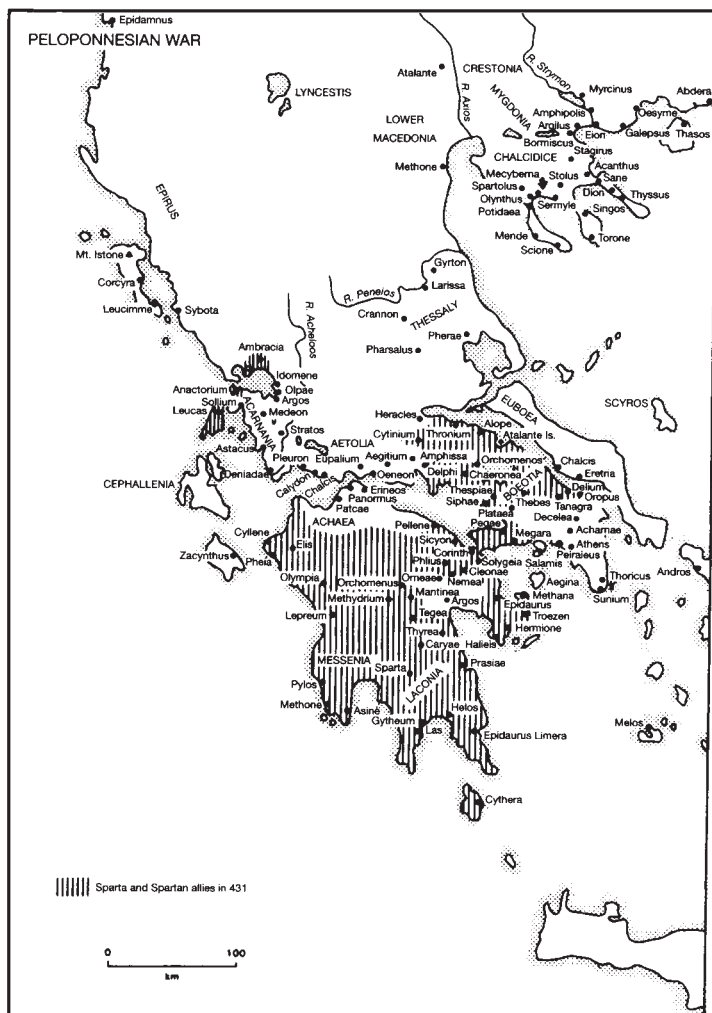 Epidamnus
PELOPONNESIAN WAR
LYNCESTIS
Atalante
CRESTONIA
R. Axios
R. Strymon
Myrcinus
Abdera
MYGDONIA
Amphipolis
Oesyme
Argilus
Eion
Galepsus
Thasos
LOWER
MACEDONIA
Bormiscus
Stagirus
CHALCIDICE
Methone
Acanthus
Mecyberna
Stolus
Sane
Spartolus
Dion
Thyssus
Olynthus
Sermyle
Singos
Potidaea
Mende
Torone
Scione
EPIRUS
Mt. Istone
Corcyra
Leucimme
Sybota
Gyrton
R. Peneios
Larissa
R. Acheloos
Crannon
THESSALY
Pherae
Pharsalus
Ambracia
Idomene
Anactorium
Olpae
Sollium
Argos
Leucas
Medeon
ACARNANIA
Stratos
Heracles
EUBOEA
SCYROS
Alope
Thronium
Cytinium
Atalante Is.
AETOLIA
Astacus
Pleuron
Eupalium
Aegitium
Amphissa
Orchomenos
Chalcis
Oeniadae
Calydon
Chalcis
Oeneon
Delphi
Chaeronea
BOEOTIA
Eretria
CEPHALLENIA
Erineos
Panormus
Patcae
Thespiae
Delium
Siphae
Thebes
Oropus
Tanagra
Plataea
Decelea
ACHAEA
Pellene
Pegae
Acharnae
Cyllene
Sicyon
Megara
Athens
Elis
Corinth
Peiraieus
Zacynthus
Pheia
Phlius
Solygeia
Salamis
Cleonae
Thoricus
Olympia
Orchomenus
Orneae
Nemea
Aegina
Andros
Methydrium
Mantinea
Methana
Sunium
Argos
Epidaurus
Lepreum
Tegea
Troezen
Thyrea
Hermione
Caryae
Halieis
MESSENIA
Sparta
Prasiae
LACONIA
Pylos
Methone
Asine
Helos
Gytheum
Las
Epidaurus Limera
Melos
Cythera
Sparta and Spartan allies in 431
0
100
km